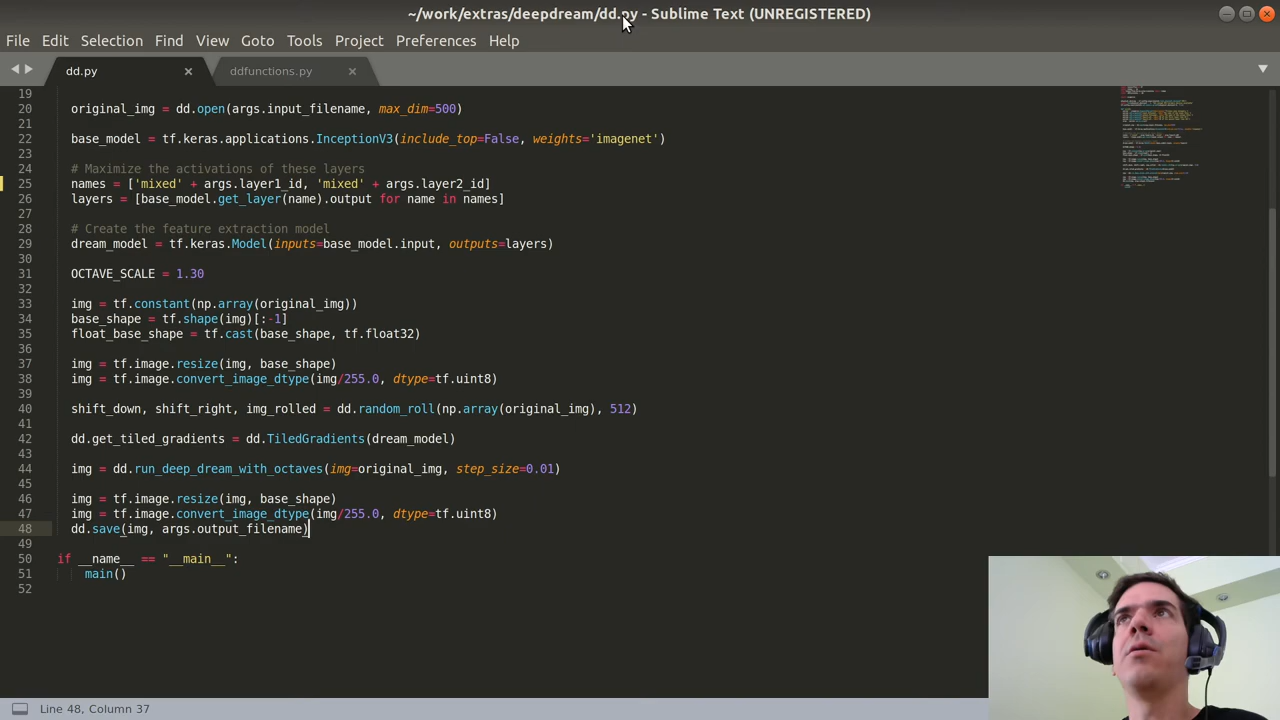 ~/work/extras/deepdream/dd.py - Sublime Text (UNREGISTERED)
File Edit Selection Find View Goto Tools Project Preferences Help
dd.py ddfunctions.py
19
20 original_img = dd.open(args.input_filename, max_dim=500)
21
22 base_model = tf.keras.applications.InceptionV3(include_top=False, weights='imagenet')
23
24 # Maximize the activations of these layers
25 names = ['mixed' + args.layer_id, 'mixed' + args.layer_id]
26 layers = [base_model.get_layer(name).output for name in names]
27
28 # Create the feature extraction model
29 dream_model = tf.keras.Model(inputs=base_model.input, outputs=layers)
30
31 OCTAVE_SCALE = 1.30
32
33 img = tf.constant(np.array(original_img))
34 base_shape = tf.shape(img)[:-1]
35 float_base_shape = tf.cast(base_shape, tf.float32)
36
37 img = tf.image.resize(img, base_shape)
38 img = tf.image.convert_image_dtype(img/255.0, dtype=tf.uint8)
39
40 shift_down, shift_right, img_rolled = dd.random_roll(np.array(original_img), 512)
41
42 dd.get_tiled_gradients = dd.TiledGradients(dream_model)
43
44 img = dd.run_deep_dream_with_octaves(img=original_img, step_size=0.01)
45
46 img = tf.image.resize(img, base_shape)
47 img = tf.image.convert_image_dtype(img/255.0, dtype=tf.uint8)
48 dd.save(img, args.output_filename)
49
50 if __name__ == "__main__":
51 main()
52
Line 48, Column 37